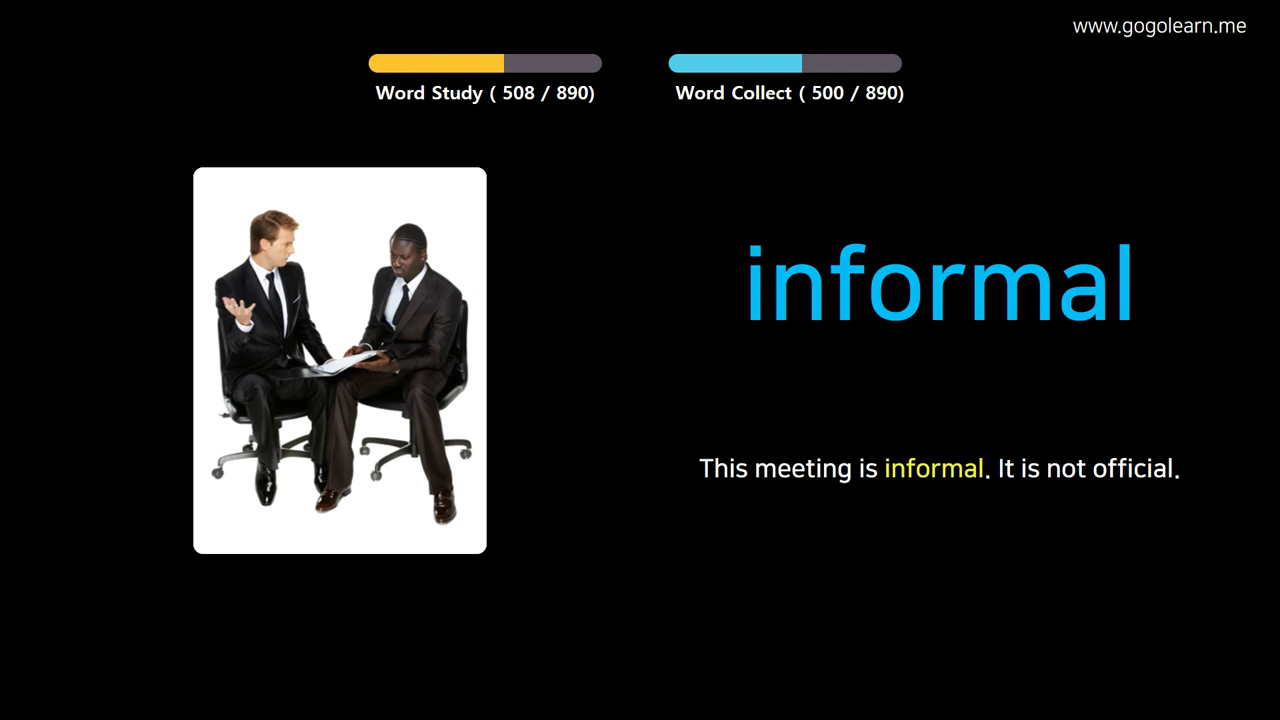 www.gogolearn.me
Word Study ( 508 / 890)
Word Collect ( 500 / 890)
informal
This meeting is informal. It is not official.